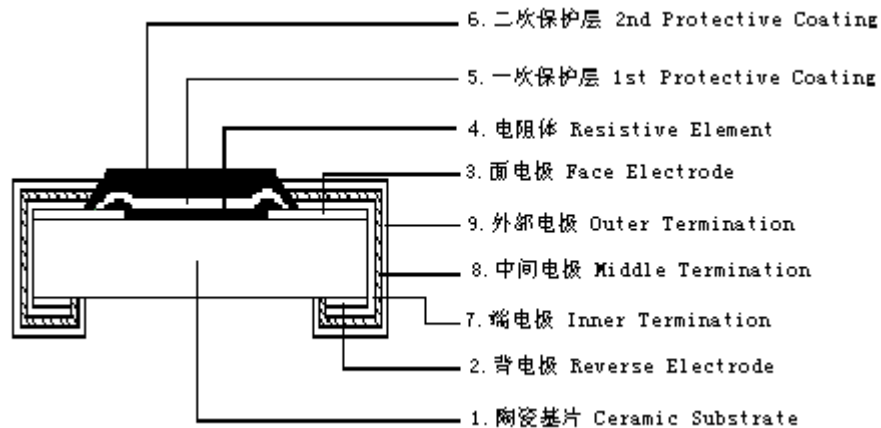 6. 二次保护层 2nd Protective Coating
5. 一次保护层 1st Protective Coating
4. 电阻体 Resistive Element
3. 面电极 Face Electrode
9. 外部电极 Outer Termination
8. 中间电极 Middle Termination
7. 端电极 Inner Termination
2. 背电极 Reverse Electrode
1. 陶瓷基片 Ceramic Substrate